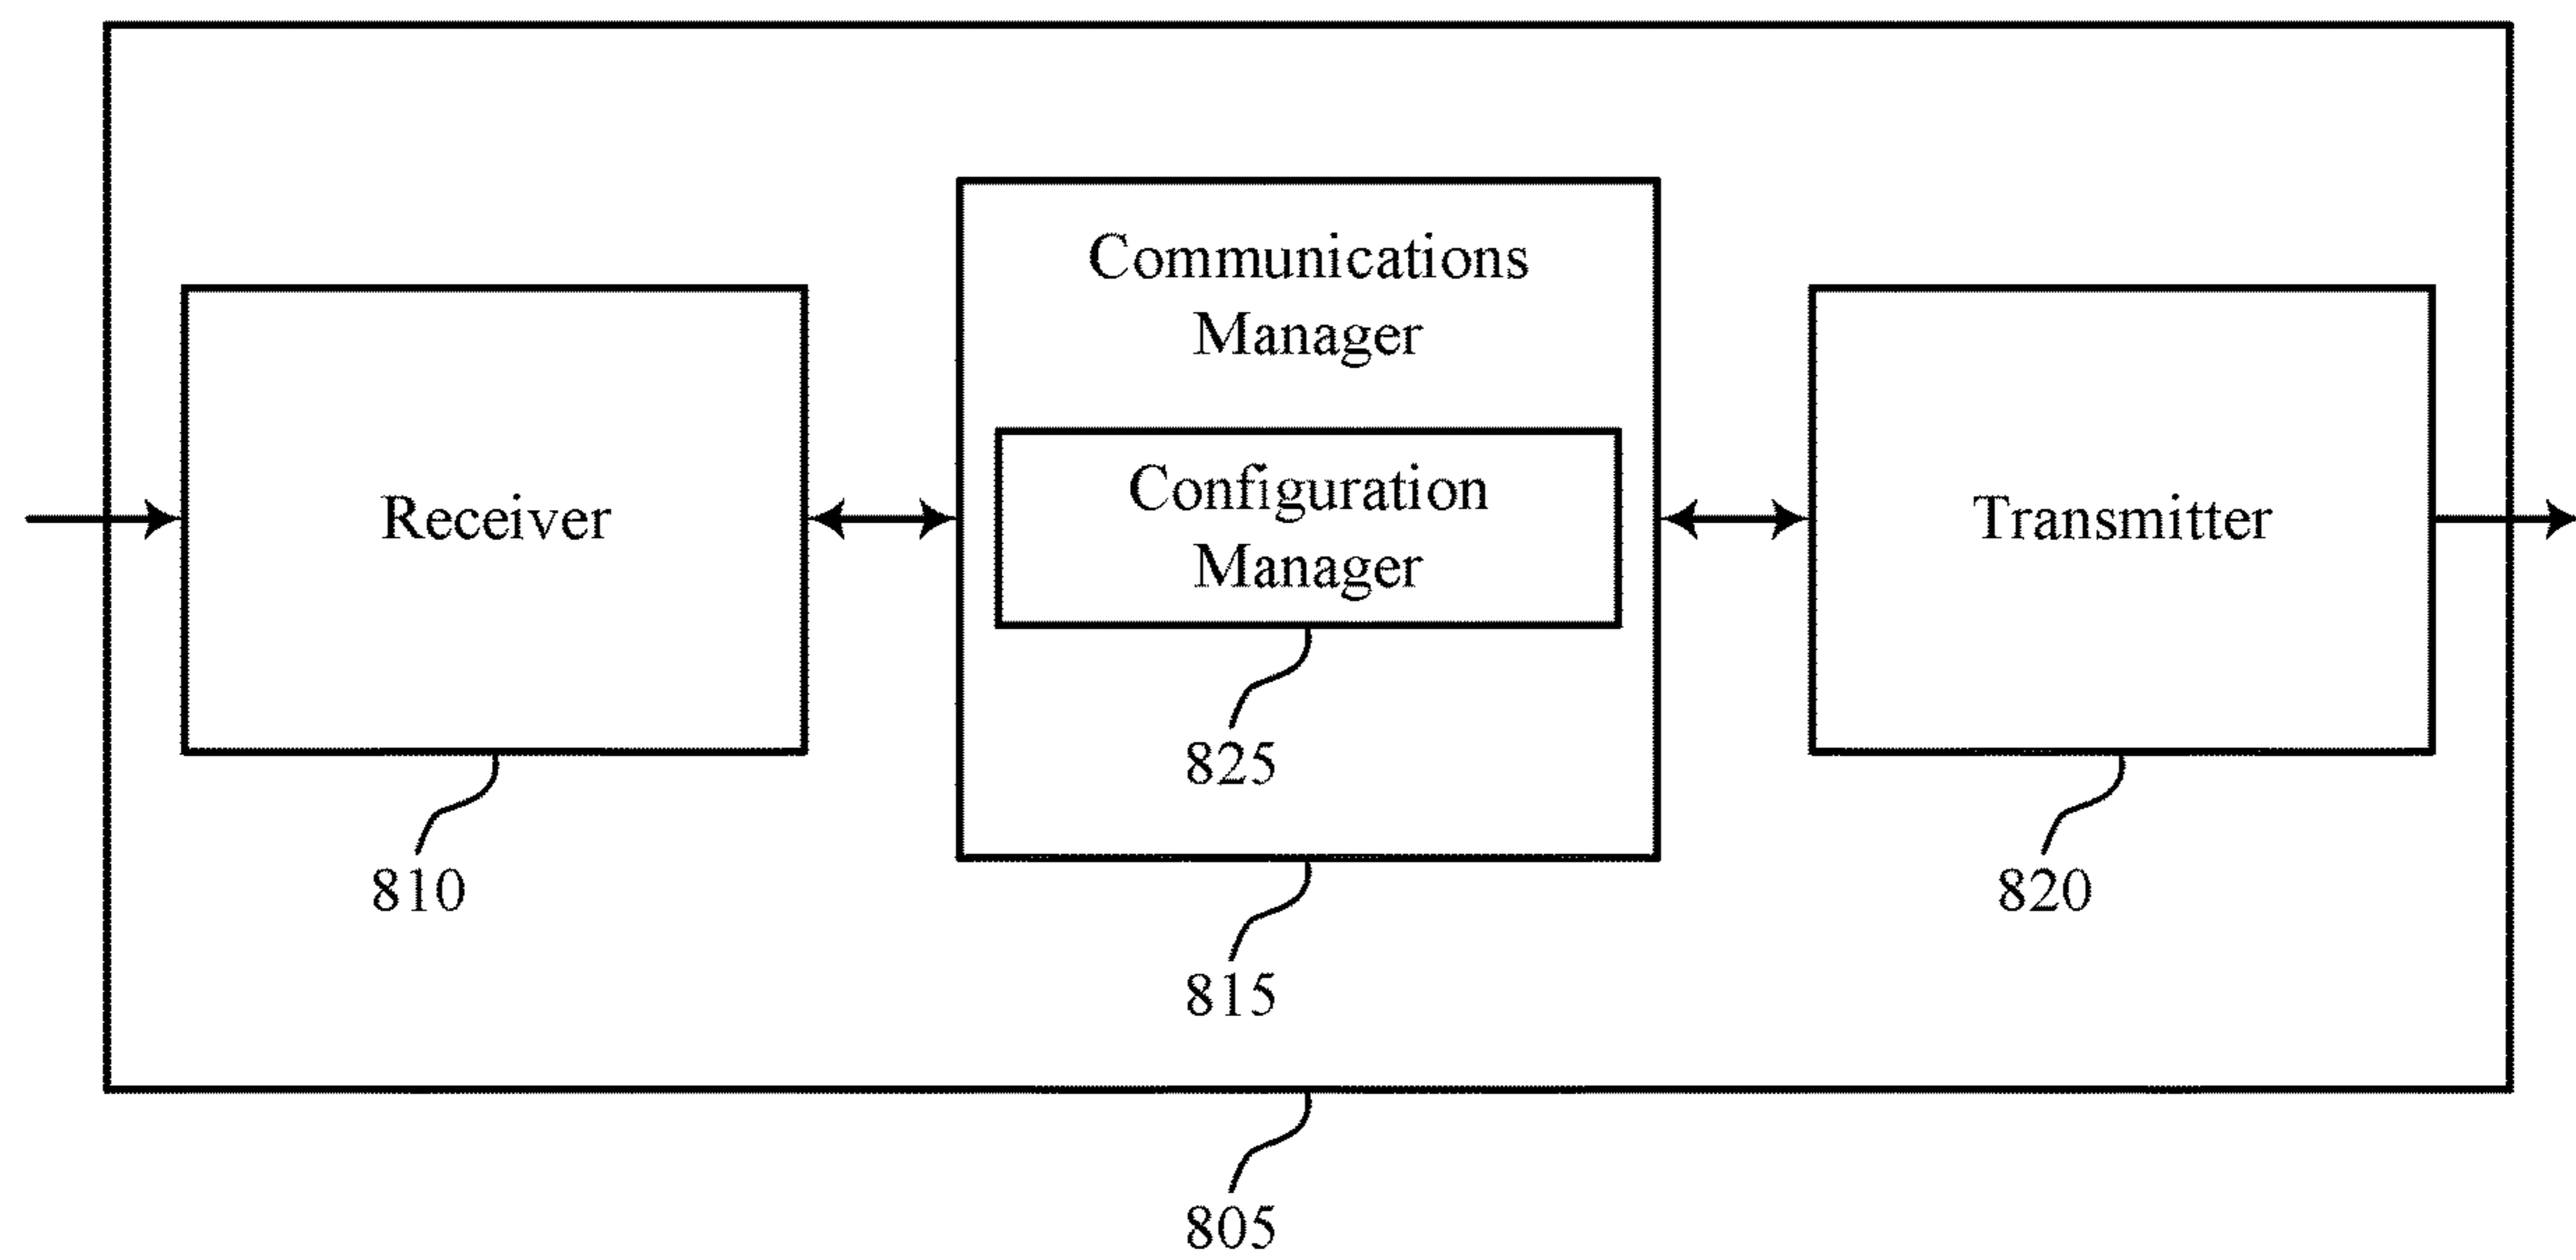 Communications
Manager
Receiver
Configuration
Manager
Transmitter
825
810
820
815
805